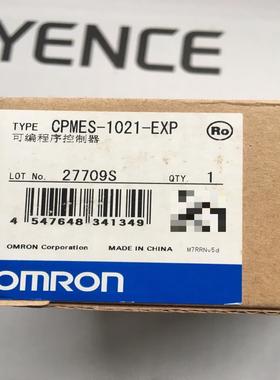 YENCE
TYPE CPMES-1021-EXP
可编程序控制器
Ro
LOT No. 27709S QTY. 1
4 547648 341349
OMRON Corporation MADE IN CHINA M7RRNv5d
OMRON